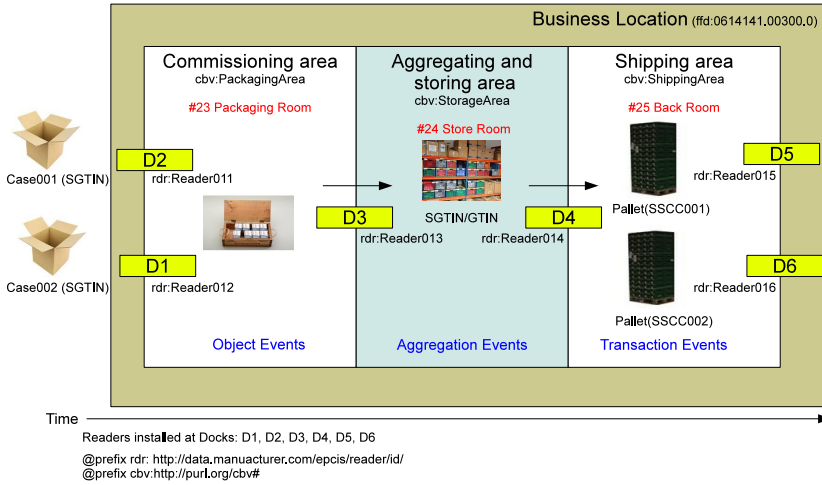 Business Location (ffd:0614141.00300.0)
Commissioning area
cbv:PackagingArea
#23 Packaging Room
Aggregating and
storing area
cbv:StorageArea
#24 Store Room
Shipping area
cbv:ShippingArea
#25 Back Room
Case001 (SGTIN)
D2
rdr:Reader011
Case002 (SGTIN)
D1
rdr:Reader012
D3
rdr:Reader013
SGTIN/GTIN
D4
rdr:Reader014
Pallet(SSCC001)
D5
rdr:Reader015
Pallet(SSCC002)
D6
rdr:Reader016
Object Events
Aggregation Events
Transaction Events
Time
Readers installed at Docks: D1, D2, D3, D4, D5, D6
@prefix rdr: http://data.manuacturer.com/epcis/reader/id/
@prefix cbv:http://purl.org/cbv#